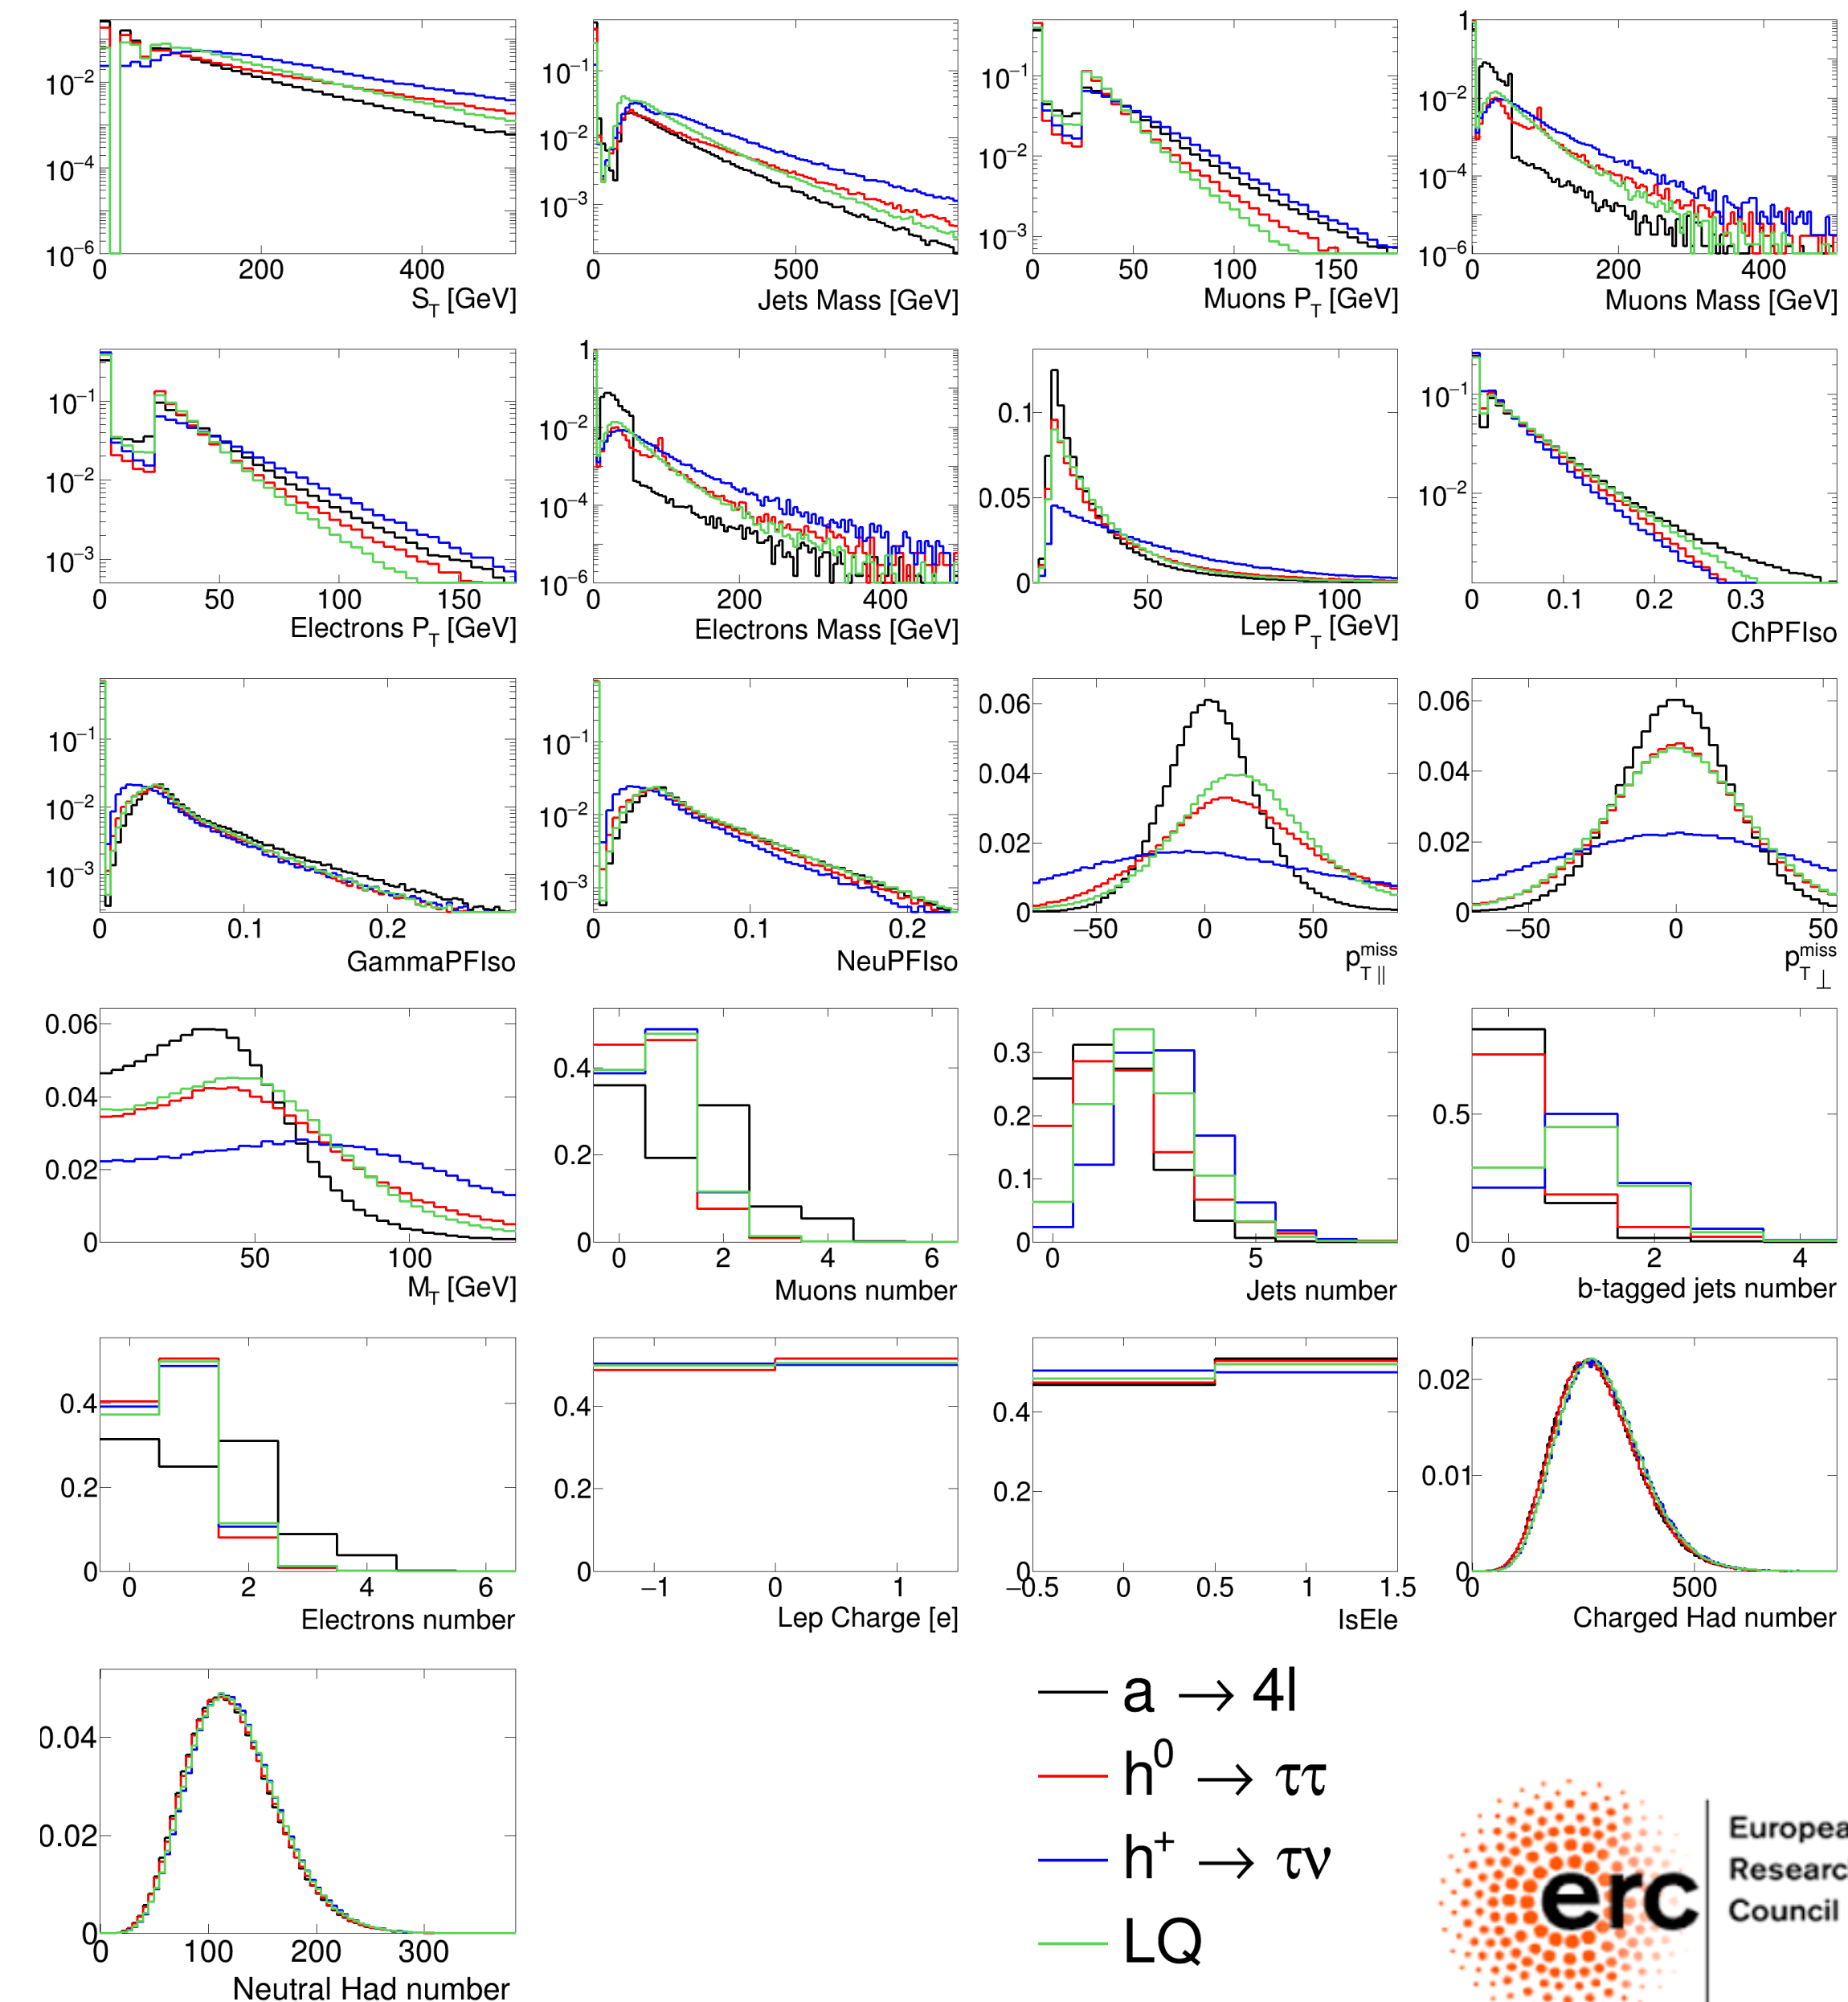 10⁻²
10⁻⁴
10⁻⁶
0 200 400
S_T [GeV]
10⁻¹
10⁻²
10⁻³
0 500
Jets Mass [GeV]
10⁻¹
10⁻²
10⁻³
0 50 100 150
Muons P_T [GeV]
1
10⁻²
10⁻⁴
10⁻⁶
0 200 400
Muons Mass [GeV]
10⁻¹
10⁻²
10⁻³
0 50 100 150
Electrons P_T [GeV]
1
10⁻²
10⁻⁴
10⁻⁶
0 200 400
Electrons Mass [GeV]
0.1
0.05
0
50 100
Lep P_T [GeV]
10⁻¹
10⁻²
0 0.1 0.2 0.3
ChPFIso
10⁻¹
10⁻²
10⁻³
0 0.1 0.2
GammaPFIso
10⁻¹
10⁻²
10⁻³
0 0.1 0.2
NeuPFIso
0.06
0.04
0.02
0
−50 0 50
p_T ∥^miss
0.06
0.04
0.02
0
−50 0 50
p_T ⊥^miss
0.06
0.04
0.02
0
50 100
M_T [GeV]
0.4
0.2
0
0 2 4 6
Muons number
0.3
0.2
0.1
0
0 5
Jets number
0.5
0
0 2 4
b-tagged jets number
0.4
0.2
0
0 2 4 6
Electrons number
0.4
0.2
0
−1 0 1
Lep Charge [e]
0.4
0.2
0
−0.5 0 0.5 1 1.5
IsEle
0.02
0.01
0
0 500
Charged Had number
0.04
0.02
0
0 100 200 300
Neutral Had number
a → 4l
h⁰ → ττ
h⁺ → τν
LQ
erc
Europea
Researc
Council